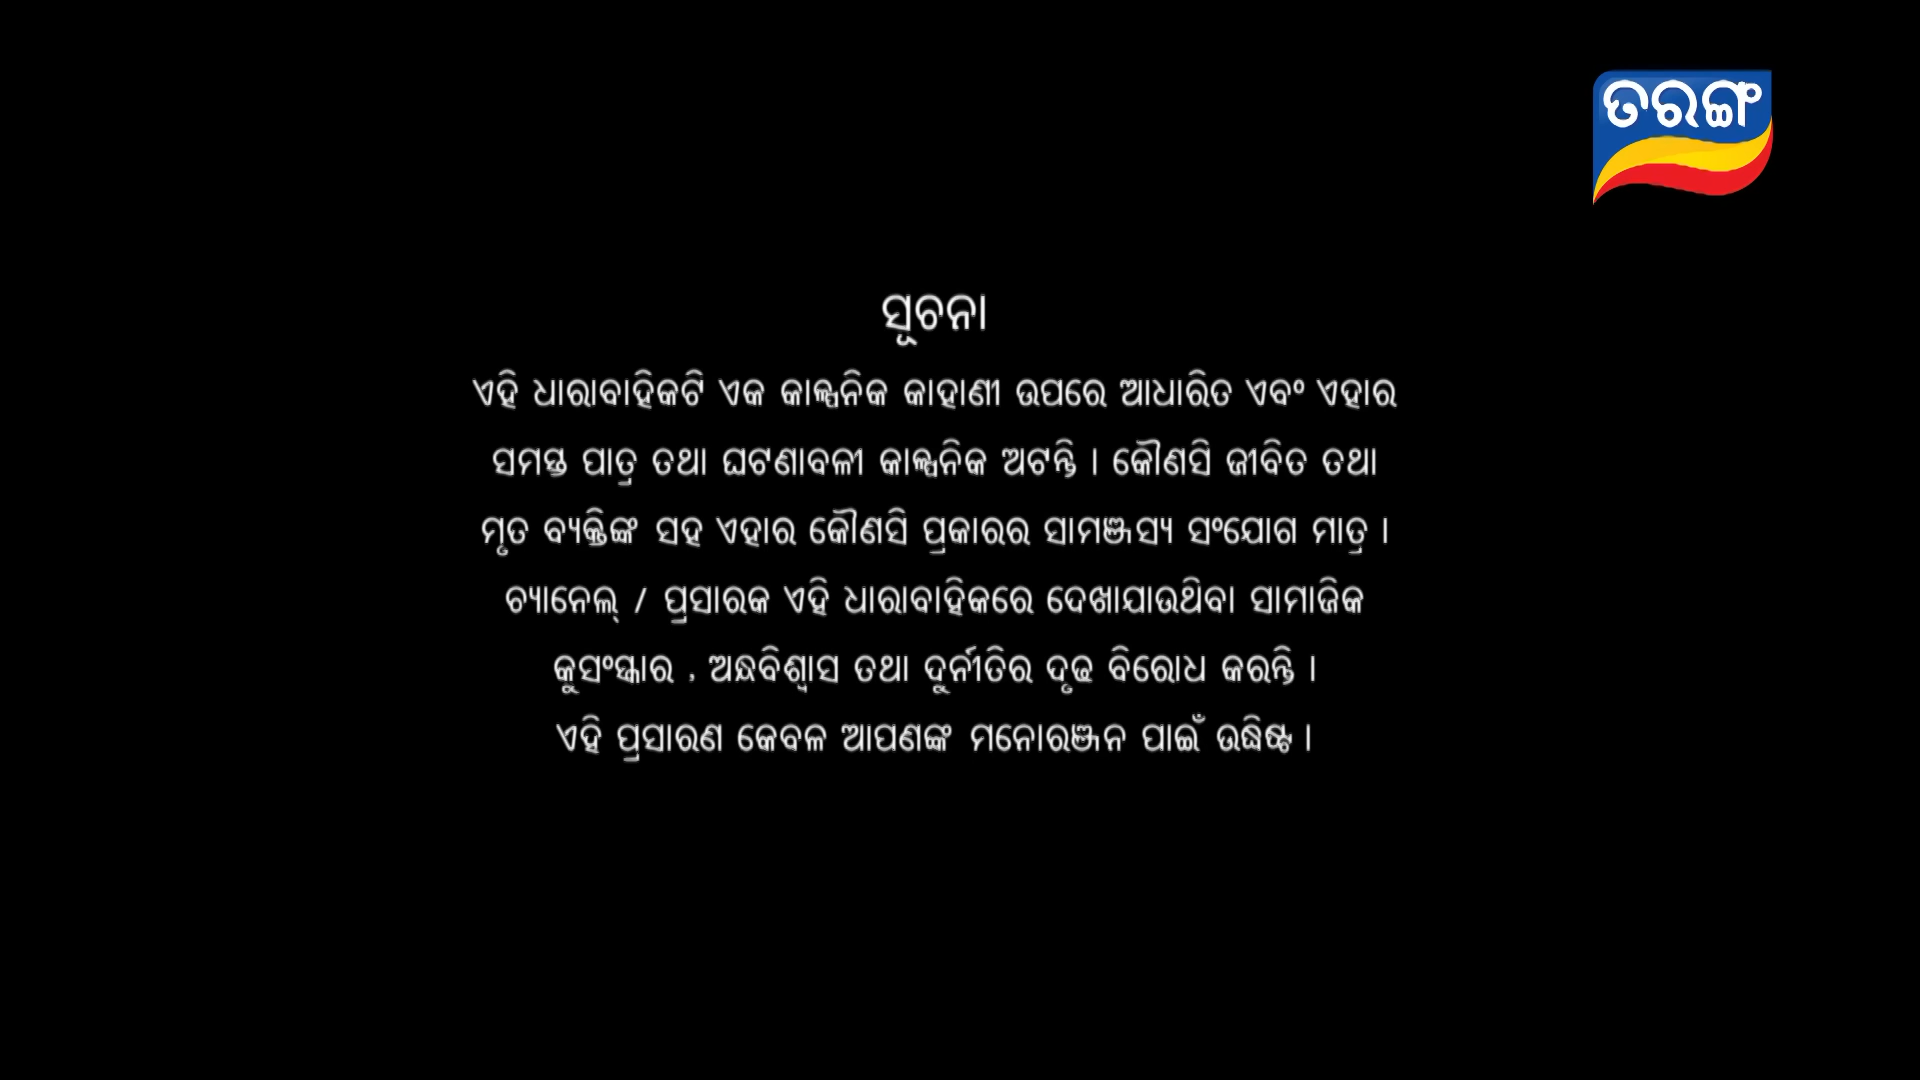 ତରଙ୍ଗ
ସୂଚନା
ଏହି ଧାରାବାହିକଟି ଏକ କାଳ୍ପନିକ କାହାଣୀ ଉପରେ ଆଧାରିତ ଏବଂ ଏହାର
ସମସ୍ତ ପାତ୍ର ତଥା ଘଟଣାବଳୀ କାଳ୍ପନିକ ଅଟନ୍ତି । କୌଣସି ଜୀବିତ ତଥା
ମୃତ ବ୍ୟକ୍ତିଙ୍କ ସହ ଏହାର କୌଣସି ପ୍ରକାରର ସାମଞ୍ଜସ୍ୟ ସଂଯୋଗ ମାତ୍ର ।
ଚ୍ୟାନେଲ୍ / ପ୍ରସାରକ ଏହି ଧାରାବାହିକରେ ଦେଖାଯାଉଥିବା ସାମାଜିକ
କୁସଂସ୍କାର , ଅନ୍ଧବିଶ୍ୱାସ ତଥା ଦୁର୍ନୀତିର ଦୃଢ଼ ବିରୋଧ କରନ୍ତି ।
ଏହି ପ୍ରସାରଣ କେବଳ ଆପଣଙ୍କ ମନୋରଞ୍ଜନ ପାଇଁ ଉଦ୍ଧିଷ୍ଟ ।